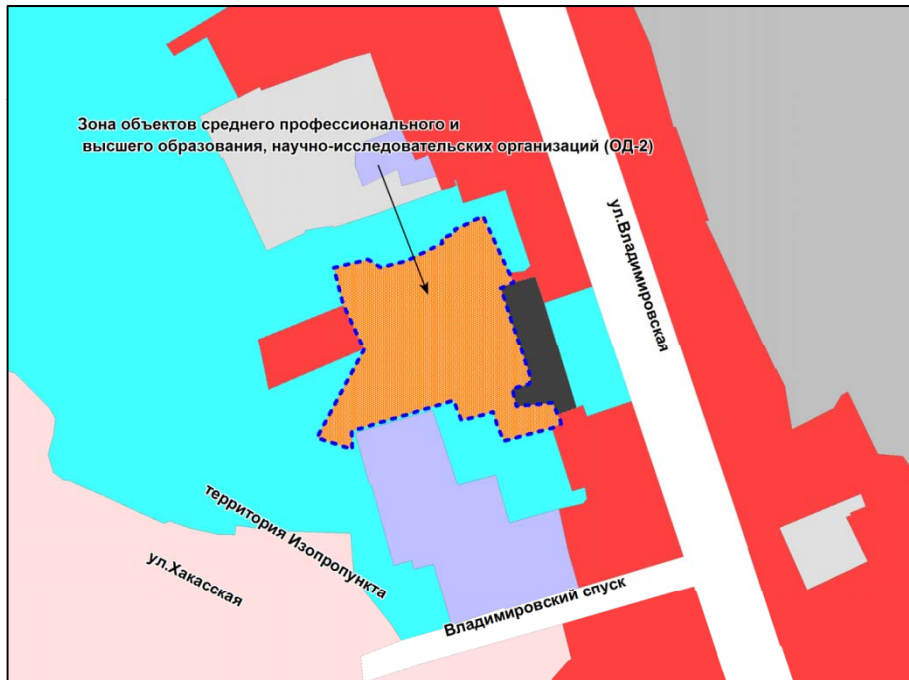 Зона объектов среднего профессионального и
высшего образования, научно-исследовательских организаций (ОД-2)
ул.Владимировская
территория Изопропункта
ул.Хакасская
Владимировский спуск